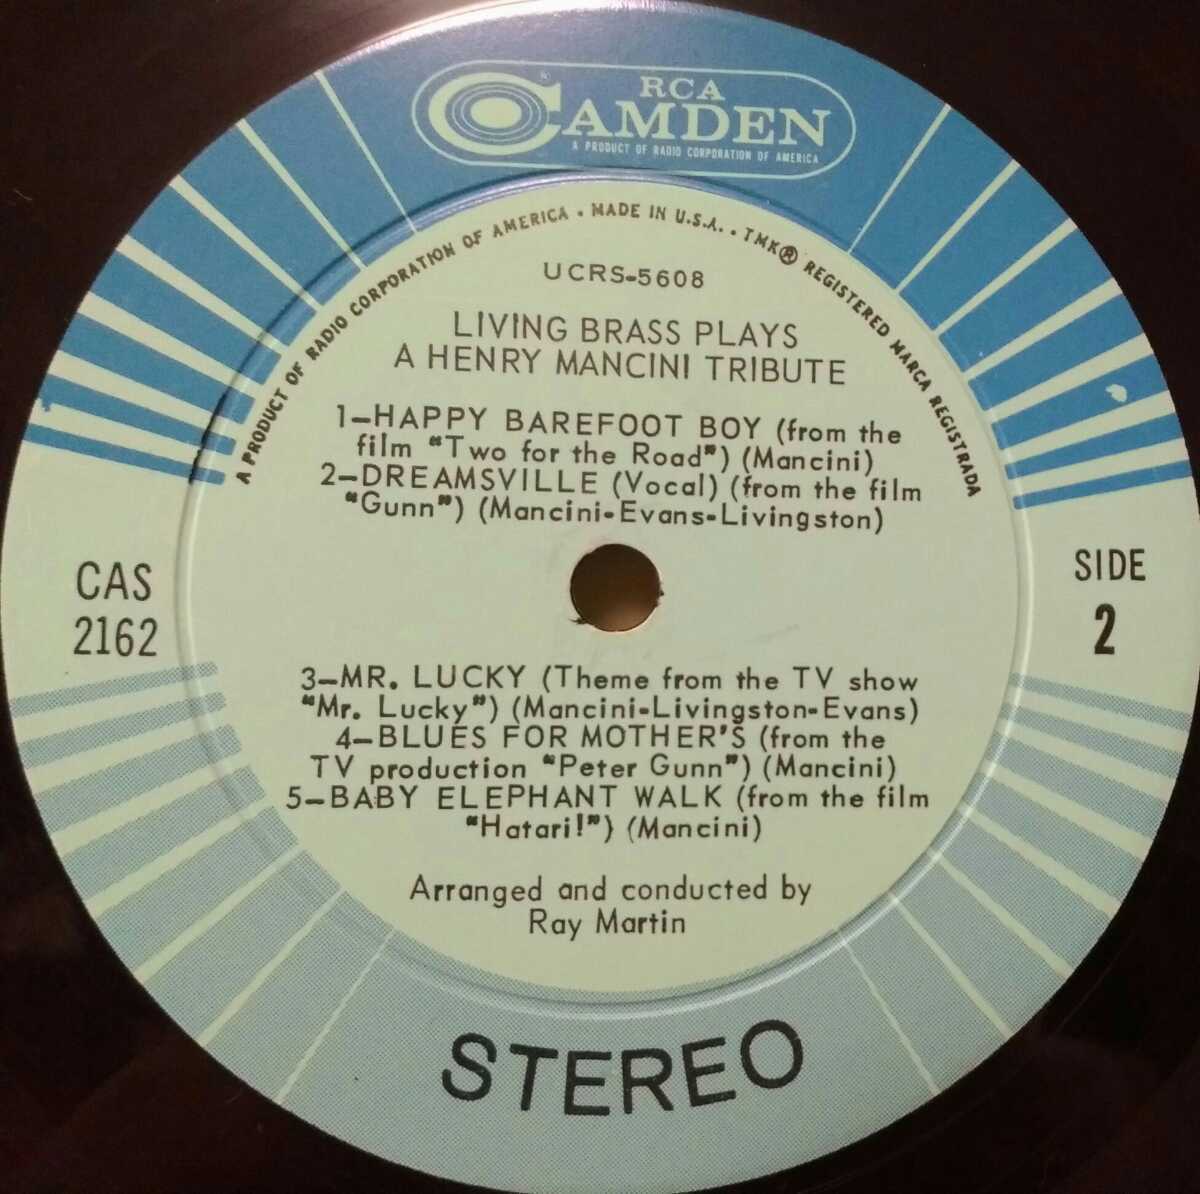 RCA
CAMDEN
®
A PRODUCT OF RADIO CORPORATION OF AMERICA
A PRODUCT OF RADIO CORPORATION OF AMERICA • MADE IN U.S.A. • TMK® REGISTERED MARCA REGISTRADA
UCRS-5608
LIVING BRASS PLAYS
A HENRY MANCINI TRIBUTE
1–HAPPY BAREFOOT BOY (from the
film "Two for the Road") (Mancini)
2–DREAMSVILLE (Vocal) (from the film
"Gunn") (Mancini-Evans-Livingston)
CAS
2162
SIDE
2
3–MR. LUCKY (Theme from the TV show
"Mr. Lucky") (Mancini-Livingston-Evans)
4–BLUES FOR MOTHER'S (from the
TV production "Peter Gunn") (Mancini)
5–BABY ELEPHANT WALK (from the film
"Hatari!") (Mancini)
Arranged and conducted by
Ray Martin
STEREO